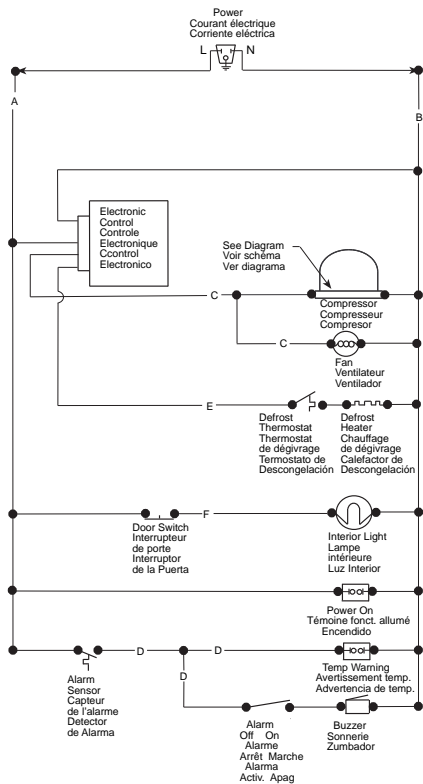 Power
Courant électrique
Corriente eléctrica
L
N
A
B
Electronic
Control
Controle
Electronique
Ccontrol
Electronico
See Diagram
Voir schéma
Ver diagrama
C
Compressor
Compresseur
Compresor
C
Fan
Ventilateur
Ventilador
E
Defrost
Thermostat
Thermostat
de dégivrage
Termostato de
Descongelación
Defrost
Heater
Chauffage
de dégivrage
Calefactor de
Descongelación
F
Door Switch
Interrupteur
de porte
Interruptor
de la Puerta
Interior Light
Lampe
intérieure
Luz Interior
Power On
Témoine fonct. allumé
Encendido
D
D
D
Alarm
Sensor
Capteur
de l'alarme
Detector
de Alarma
Temp Warning
Avertissement temp.
Advertencia de temp.
Alarm
Off On
Alarme
Arrêt Marche
Alarma
Activ. Apag
Buzzer
Sonnerie
Zumbador